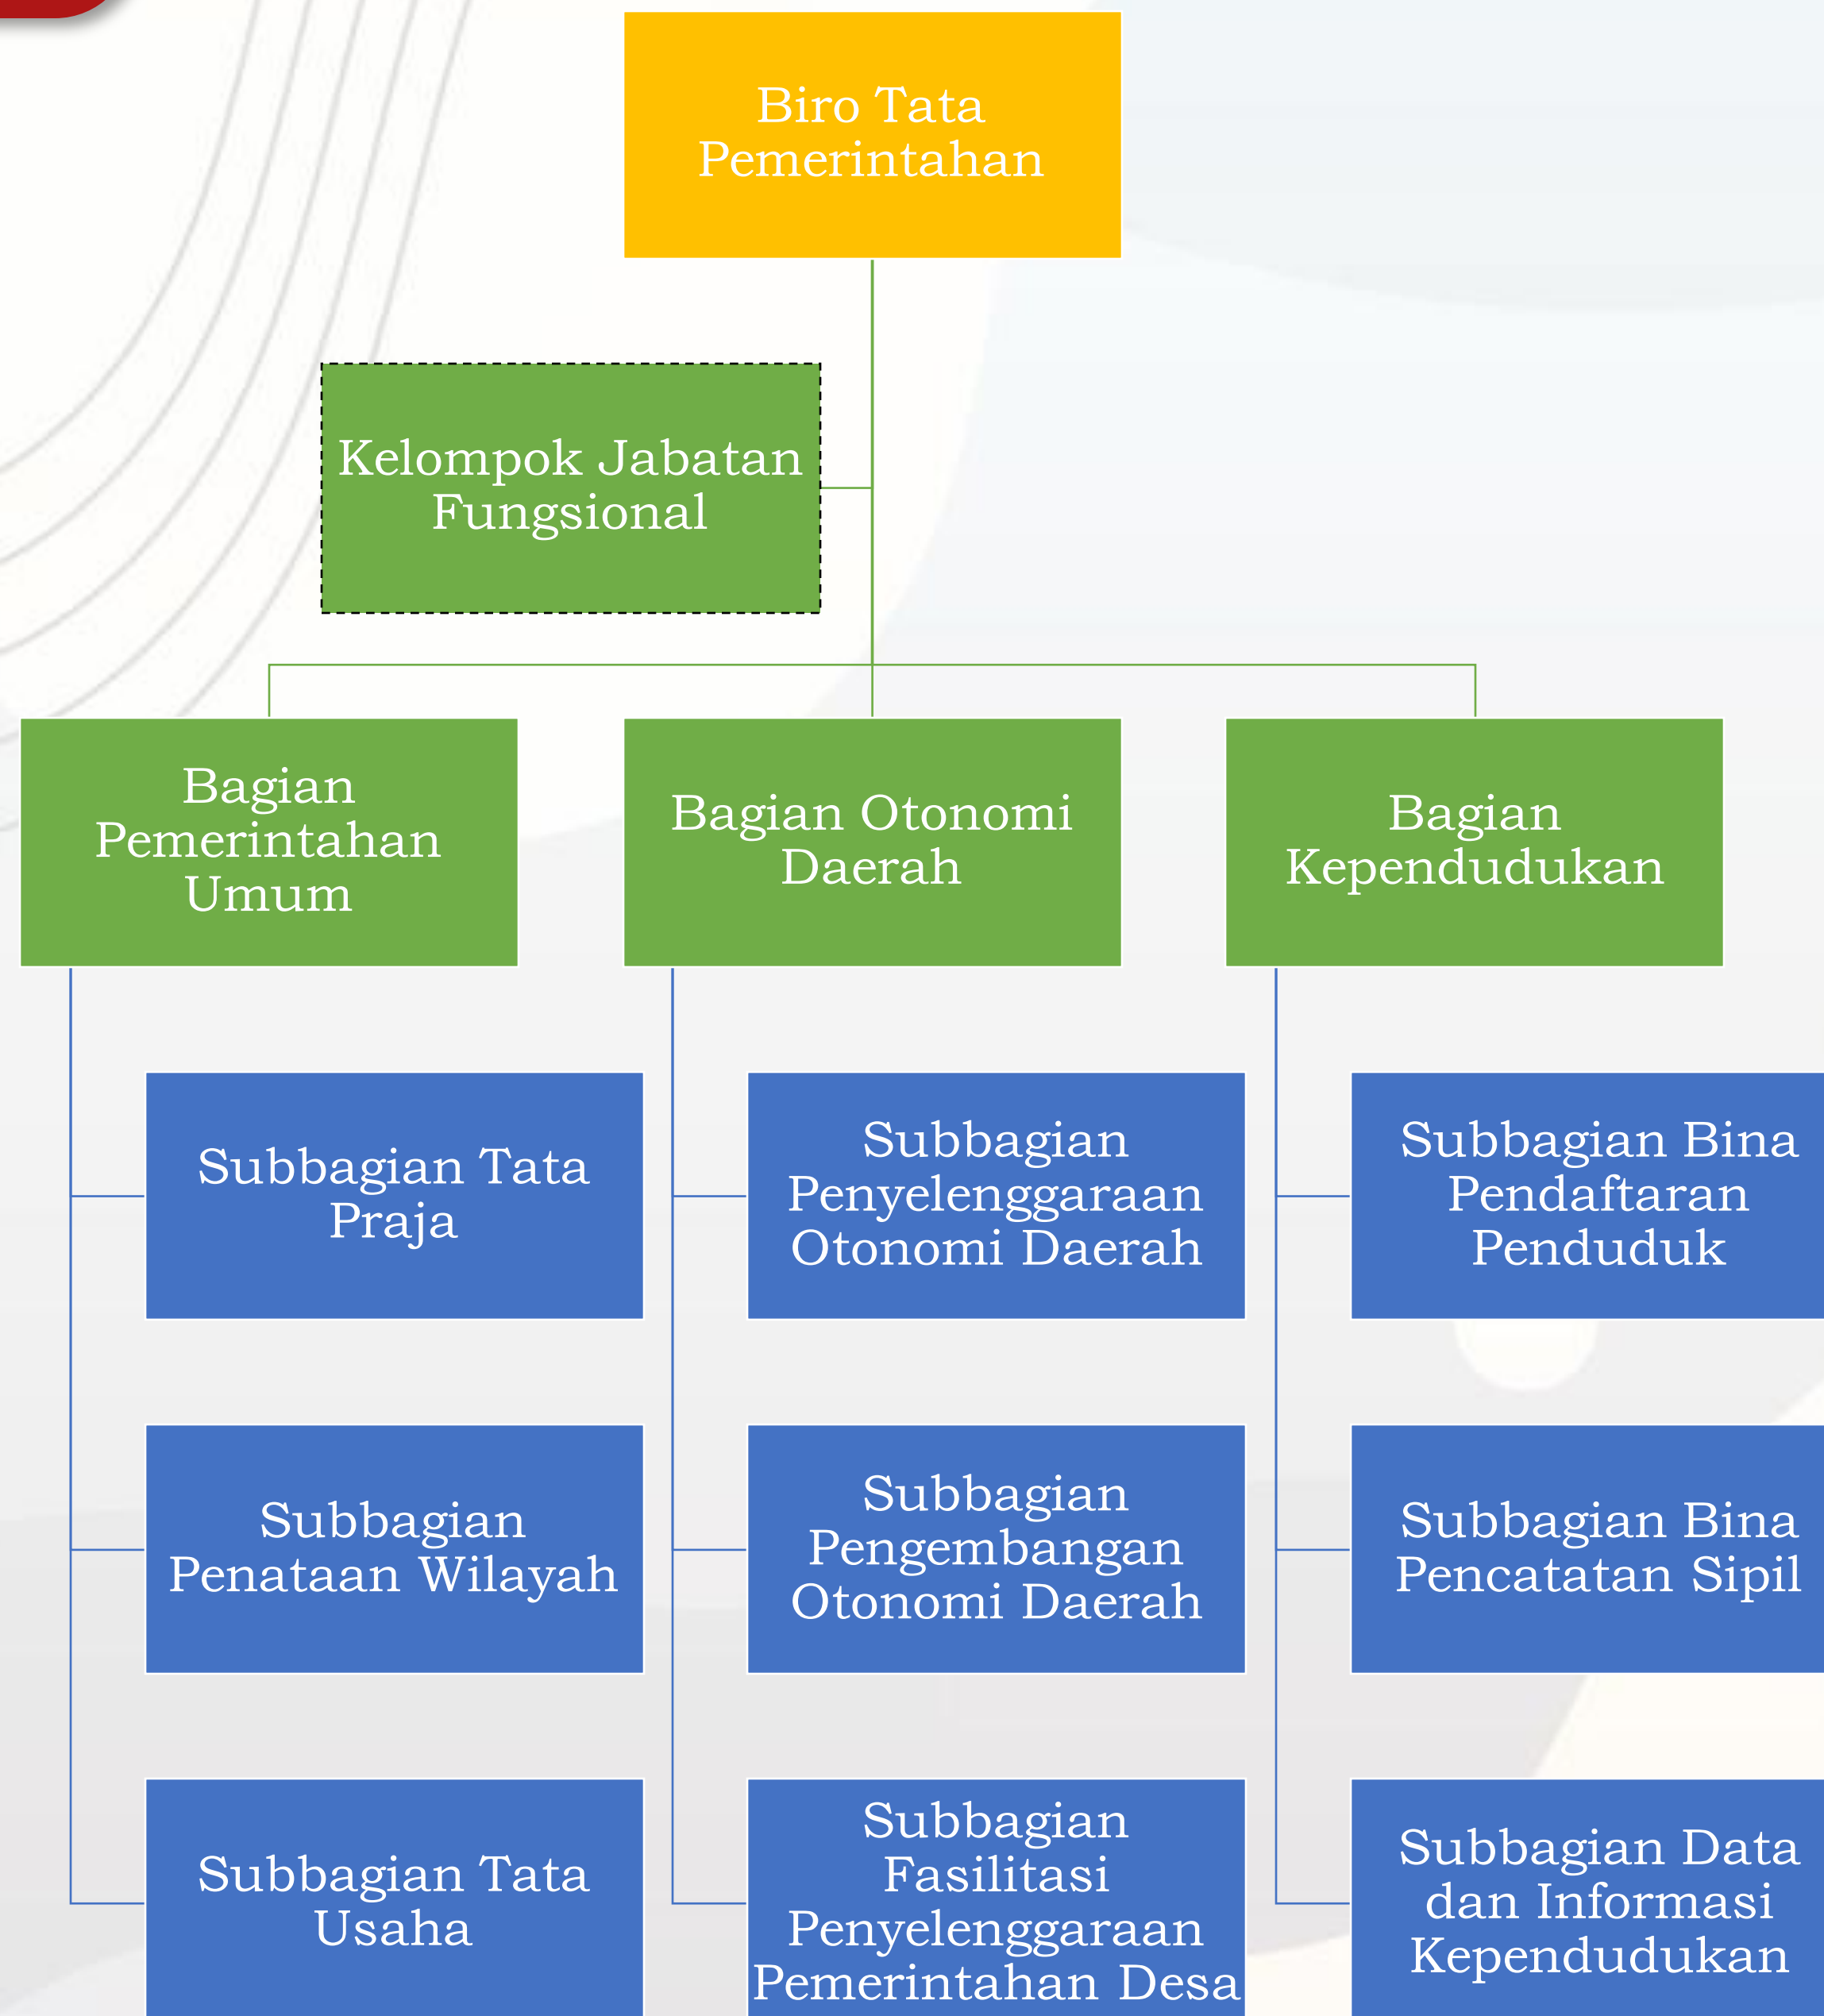 Biro Tata
Pemerintahan
Kelompok Jabatan
Fungsional
Bagian
Pemerintahan
Umum
Bagian Otonomi
Daerah
Bagian
Kependudukan
Subbagian Tata
Praja
Subbagian
Penyelenggaraan
Otonomi Daerah
Subbagian Bina
Pendaftaran
Penduduk
Subbagian
Penataan Wilayah
Subbagian
Pengembangan
Otonomi Daerah
Subbagian Bina
Pencatatan Sipil
Subbagian Tata
Usaha
Subbagian
Fasilitasi
Penyelenggaraan
Pemerintahan Desa
Subbagian Data
dan Informasi
Kependudukan